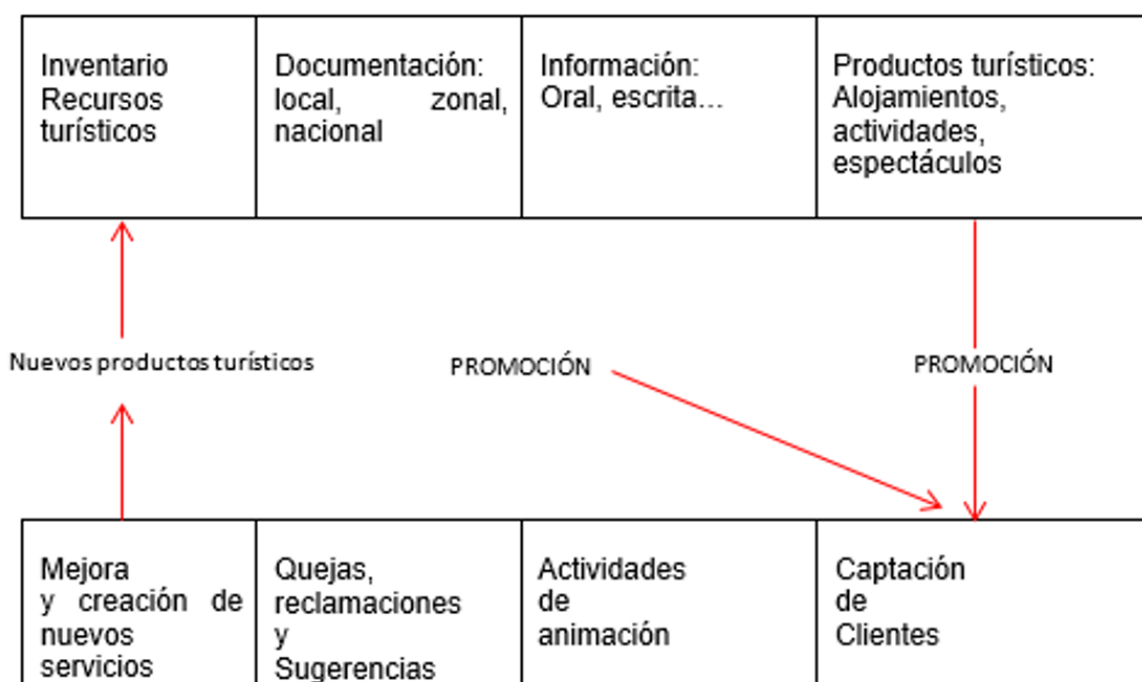 Inventario
Recursos
turísticos
Documentación:
local, zonal,
nacional
Información:
Oral, escrita...
Productos turísticos:
Alojamientos,
actividades,
espectáculos
Nuevos productos turísticos
PROMOCIÓN
PROMOCIÓN
Mejora
y creación de
nuevos
servicios
Quejas,
reclamaciones
y
Sugerencias
Actividades
de
animación
Captación
de
Clientes